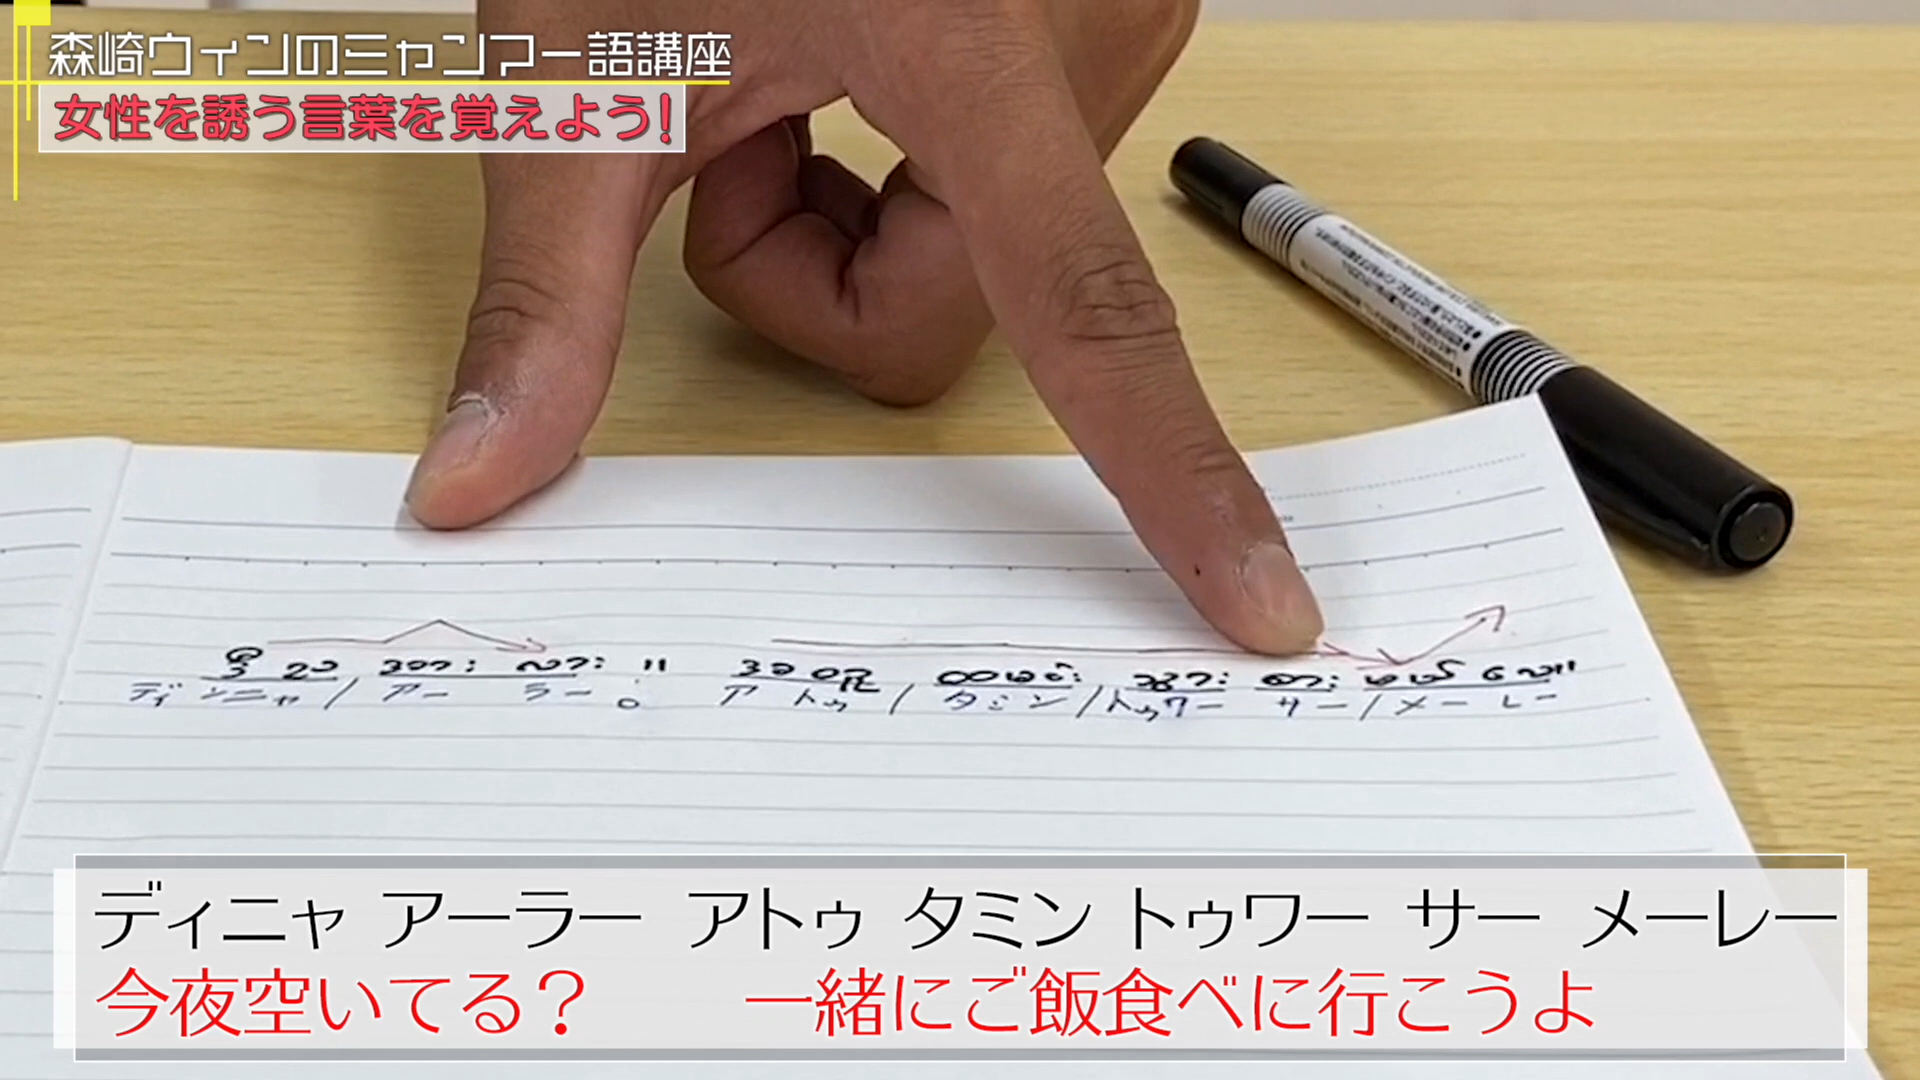 森崎ウィンのミャンマー語講座
女性を誘う言葉を覚えよう!
ဒီည အားလား။ အတူ ထမင်းသွားစားမယ်လေ။
ディンニャ/アーラー。アトゥ/タミン/トゥワーサー/メーレー
ディニャ アーラー アトゥ タミン トゥワー サー メーレー
今夜空いてる? 一緒にご飯食べに行こうよ